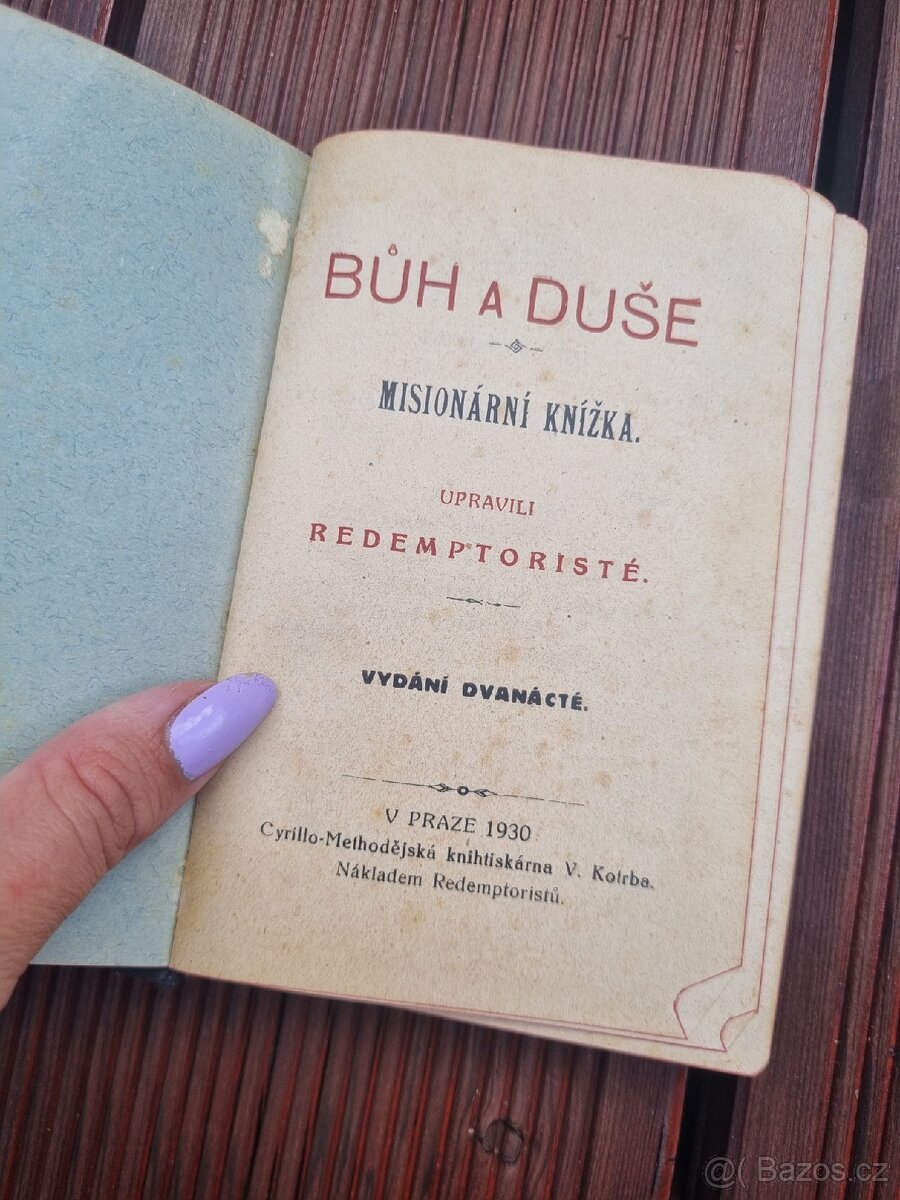 BŮH A DUŠE
MISIONÁRNÍ KNÍŽKA.
UPRAVILI
REDEMPTORISTÉ.
VYDÁNÍ DVANÁCTÉ.
V PRAZE 1930
Cyrillo-Methodějská knihtiskárna V. Kotrba.
Nákladem Redemptoristů.
@( Bazos.cz